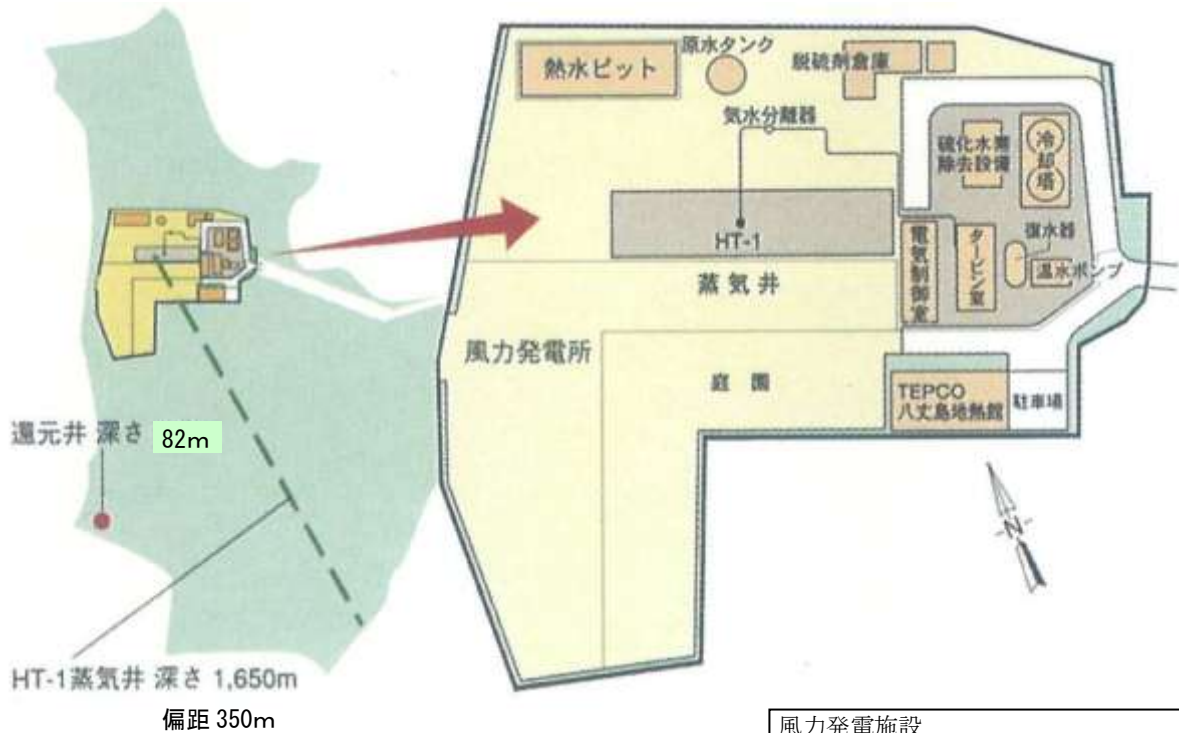 熱水ピット
原水タンク
脱硫剤倉庫
気水分離器
硫化水素
除去設備
冷却塔
HT-1
電気制御室
タービン室
復水器
温水ポンプ
蒸気井
風力発電所
庭園
TEPCO
八丈島地熱館
駐車場
還元井 深さ 82m
N
HT-1蒸気井 深さ 1,650m
偏距 350m
風力発電施設